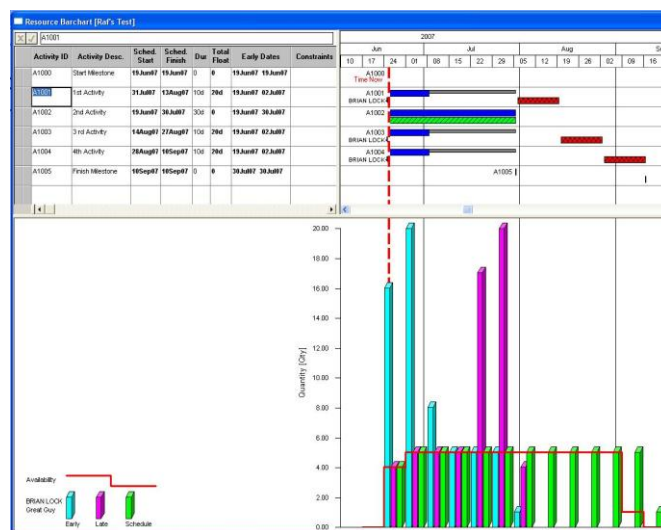 Resource Barchart [Raf's Test]
A1001
Activity ID Activity Desc. Sched. Start Sched. Finish Dur Total Float Early Dates Constraints
A1000 Start Milestone 19Jun07 19Jun07 0 0 19Jun07 19Jun07
A1001 1st Activity 31Jul07 13Aug07 10d 20d 19Jun07 02Jul07
A1002 2nd Activity 19Jun07 30Jul07 30d 0 19Jun07 30Jul07
A1003 3rd Activity 14Aug07 27Aug07 10d 20d 19Jun07 02Jul07
A1004 4th Activity 28Aug07 10Sep07 10d 20d 19Jun07 02Jul07
A1005 Finish Milestone 10Sep07 10Sep07 0 0 30Jul07 30Jul07
2007
Jun Jul Aug
10 17 24 01 08 15 22 29 05 12 19 26 02 09 16
A1000
Time Now
A1001
BRIAN LOCK
A1002
A1003
BRIAN LOCK
A1004
BRIAN LOCK
A1005
Quantity [Qty]
20.00
18.00
16.00
14.00
12.00
10.00
8.00
6.00
4.00
2.00
0.00
Availability
BRIAN LOCK
Great Guy
Early Late Schedule